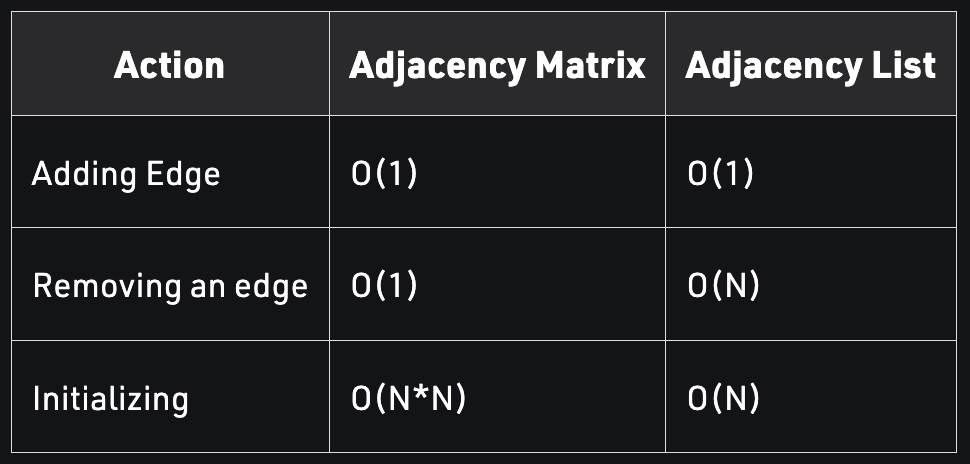 Action Adjacency Matrix Adjacency List
Adding Edge O(1) O(1)
Removing an edge O(1) O(N)
Initializing O(N*N) O(N)